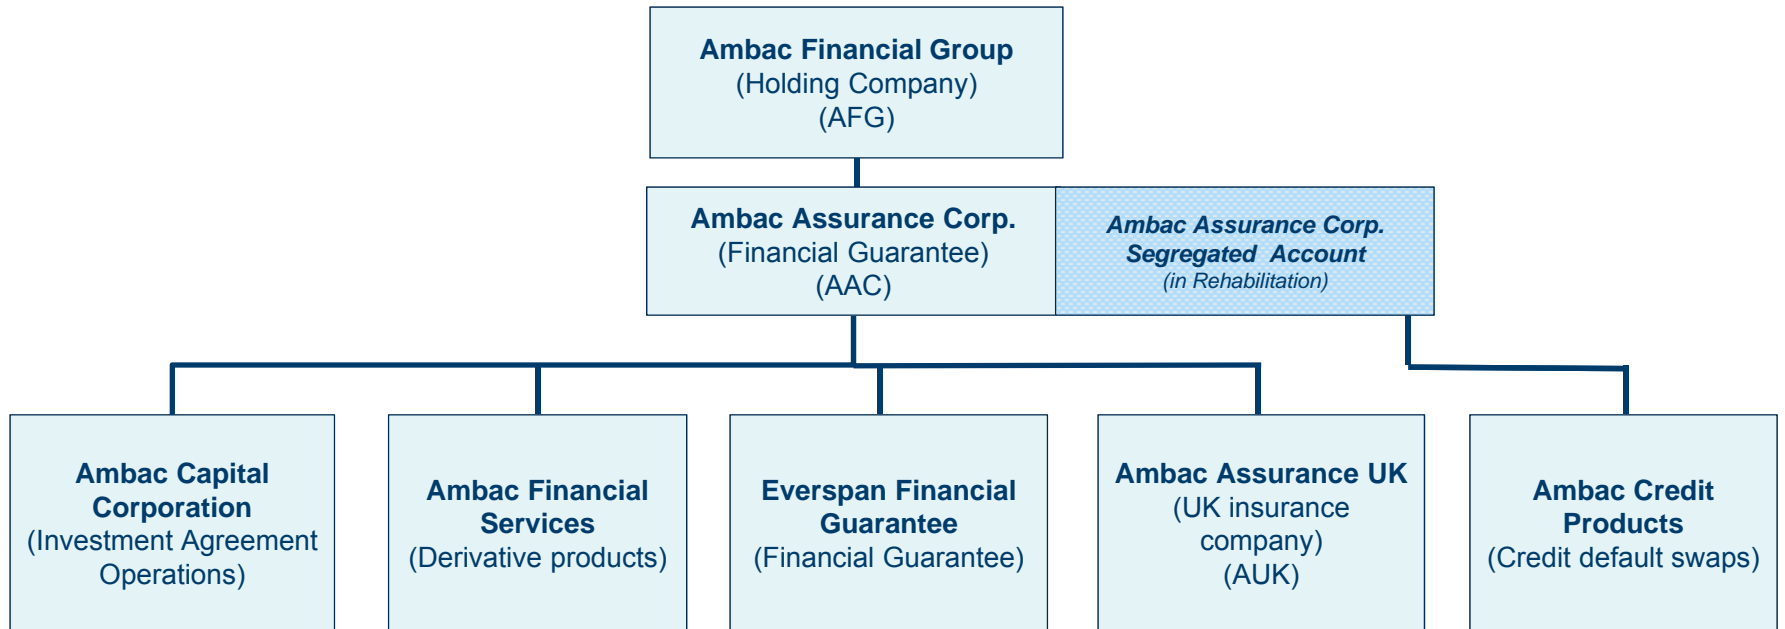 Ambac Financial Group
(Holding Company)
(AFG)
Ambac Assurance Corp.
(Financial Guarantee)
(AAC)
Ambac Assurance Corp.
Segregated Account
(in Rehabilitation)
Ambac Capital
Corporation
(Investment Agreement
Operations)
Ambac Financial
Services
(Derivative products)
Everspan Financial
Guarantee
(Financial Guarantee)
Ambac Assurance UK
(UK insurance
company)
(AUK)
Ambac Credit
Products
(Credit default swaps)